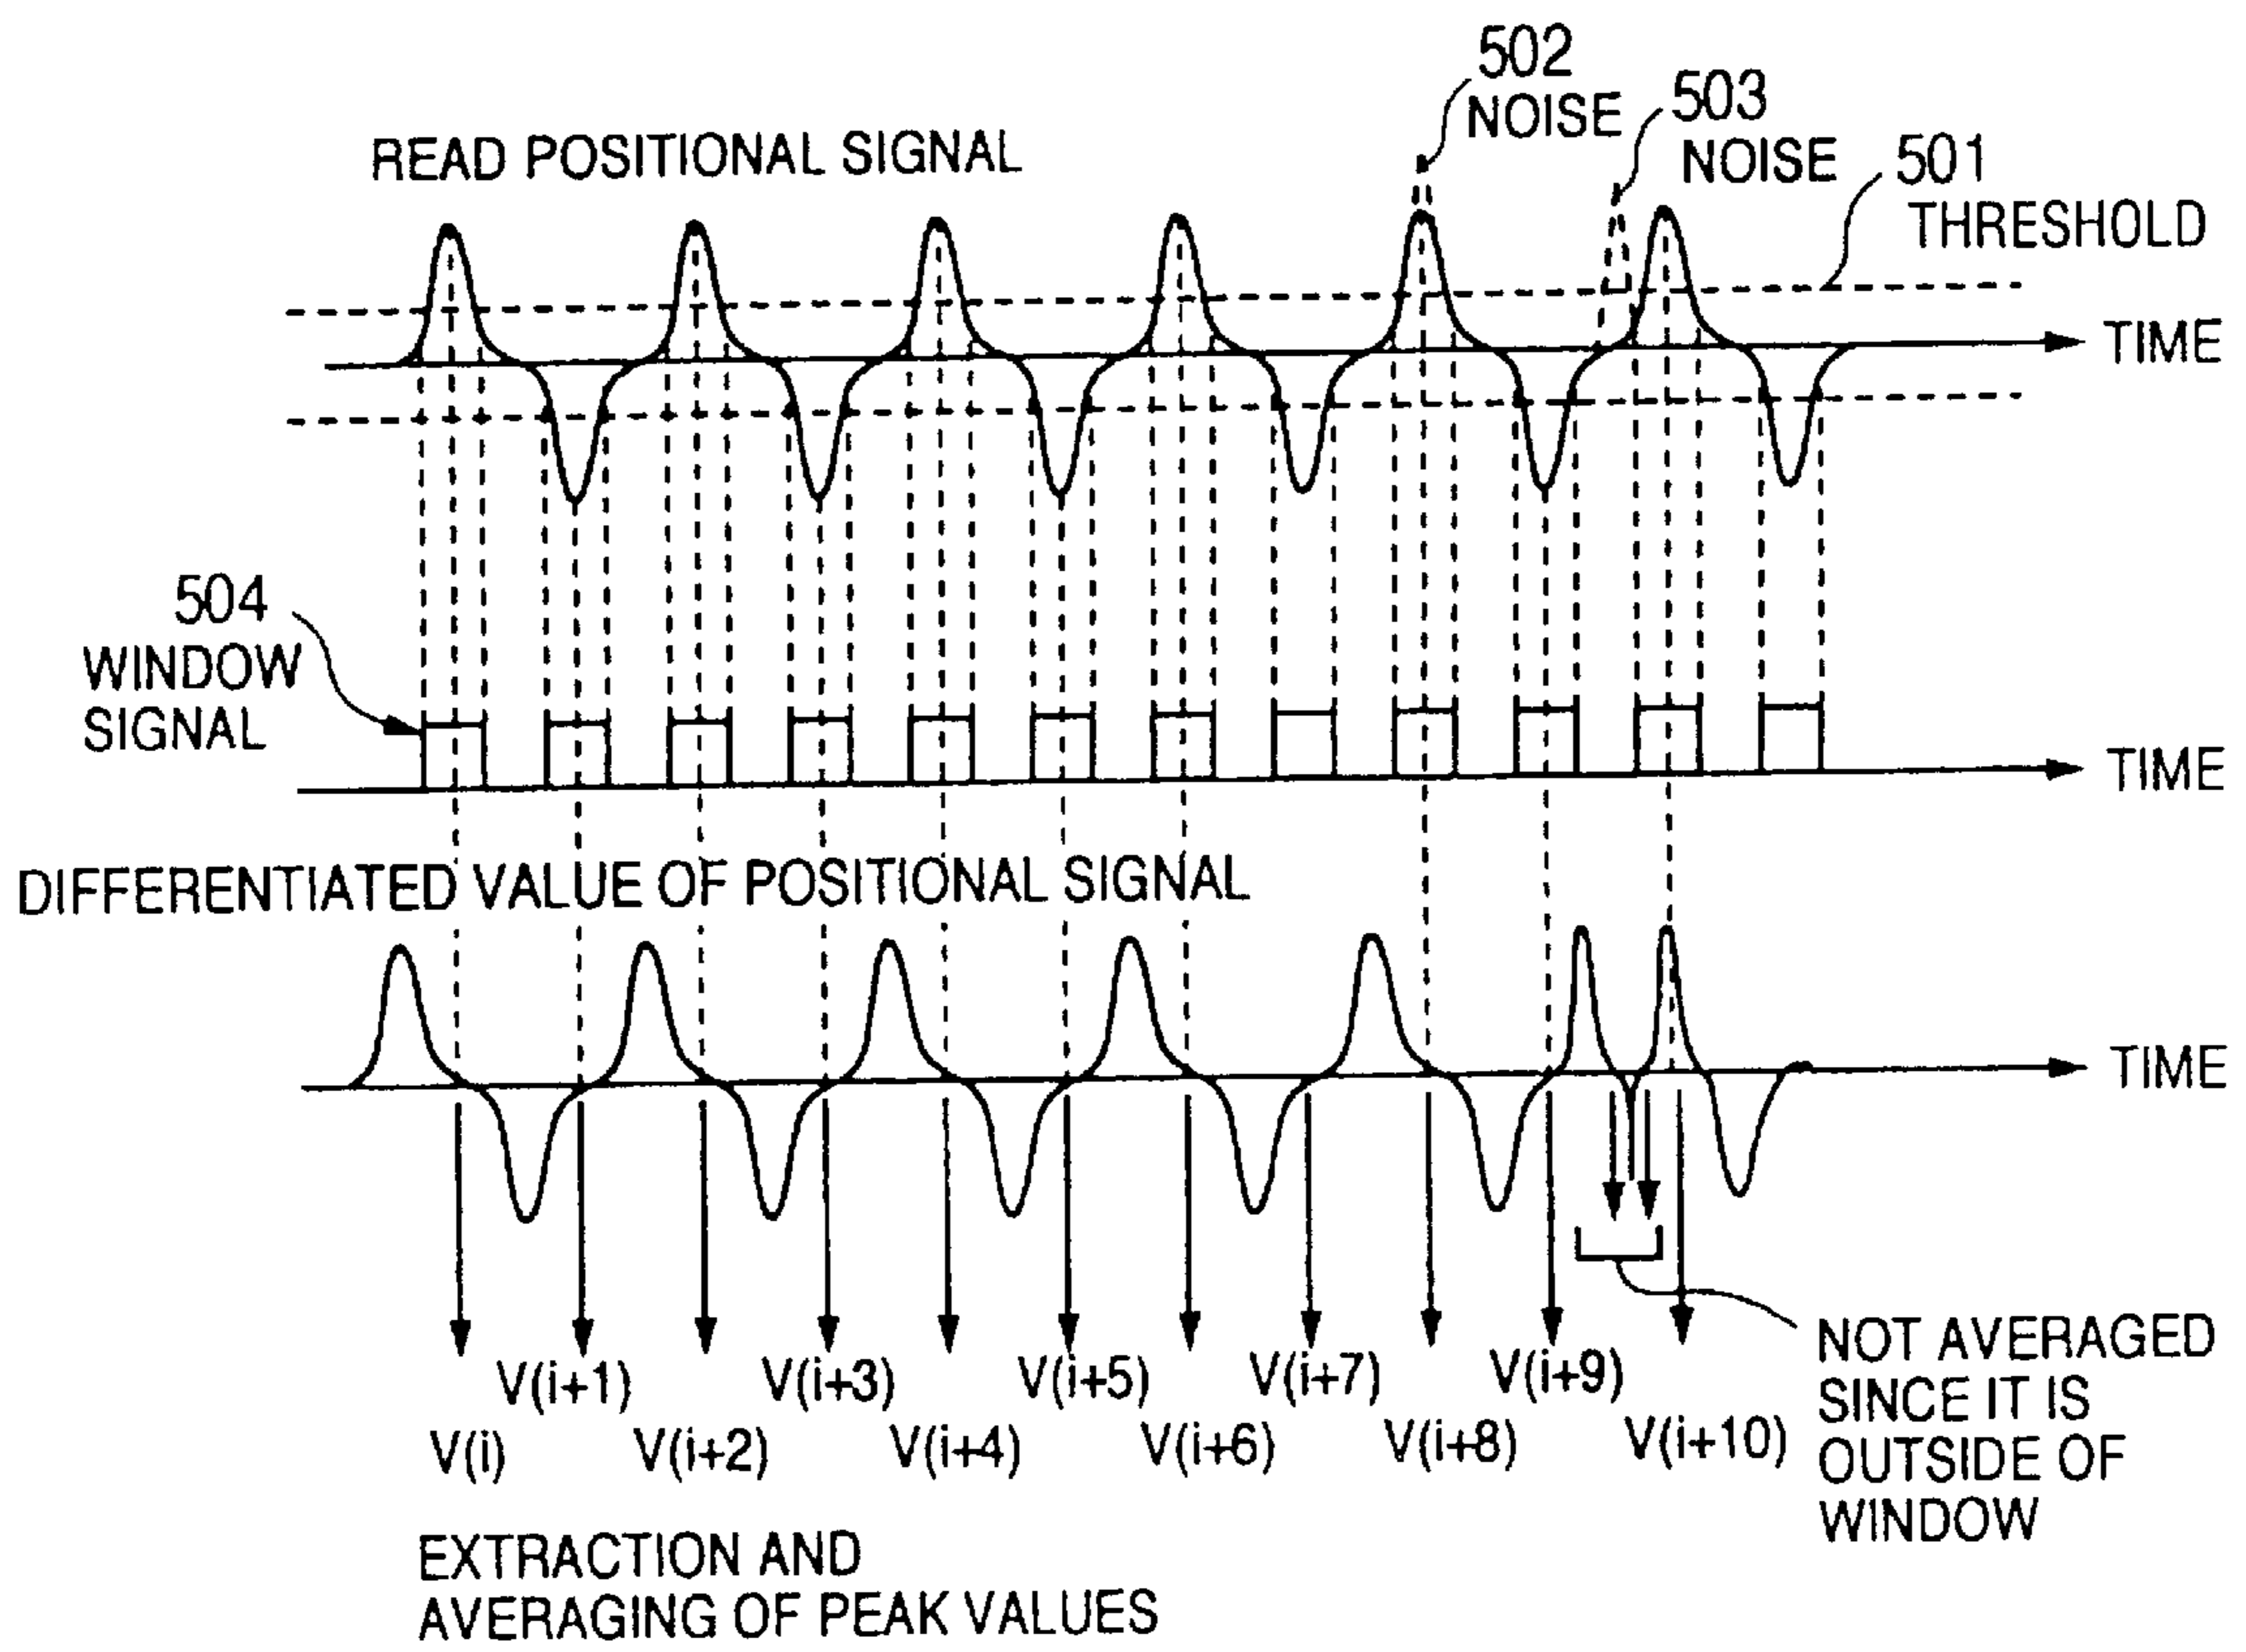 502
NOISE
503
NOISE
501
THRESHOLD
READ POSITIONAL SIGNAL
TIME
504
WINDOW
SIGNAL
TIME
DIFFERENTIATED VALUE OF POSITIONAL SIGNAL
TIME
V(i+1) V(i+3) V(i+5) V(i+7) V(i+9)
V(i) V(i+2) V(i+4) V(i+6) V(i+8) V(i+10)
NOT AVERAGED
SINCE IT IS
OUTSIDE OF
WINDOW
EXTRACTION AND
AVERAGING OF PEAK VALUES